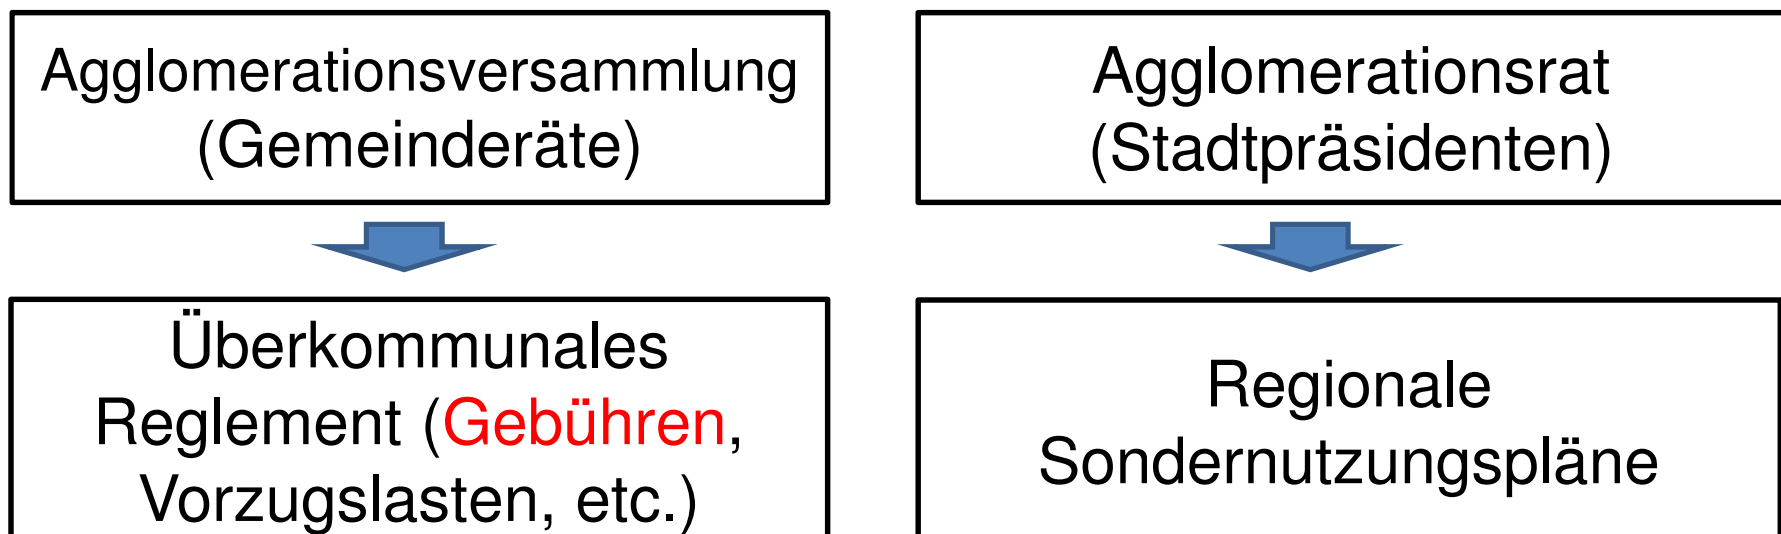 Agglomerationsversammlung
(Gemeinderäte)
Agglomerationsrat
(Stadtpräsidenten)
Überkommunales
Reglement (Gebühren,
Vorzugslasten, etc.)
Regionale
Sondernutzungspläne